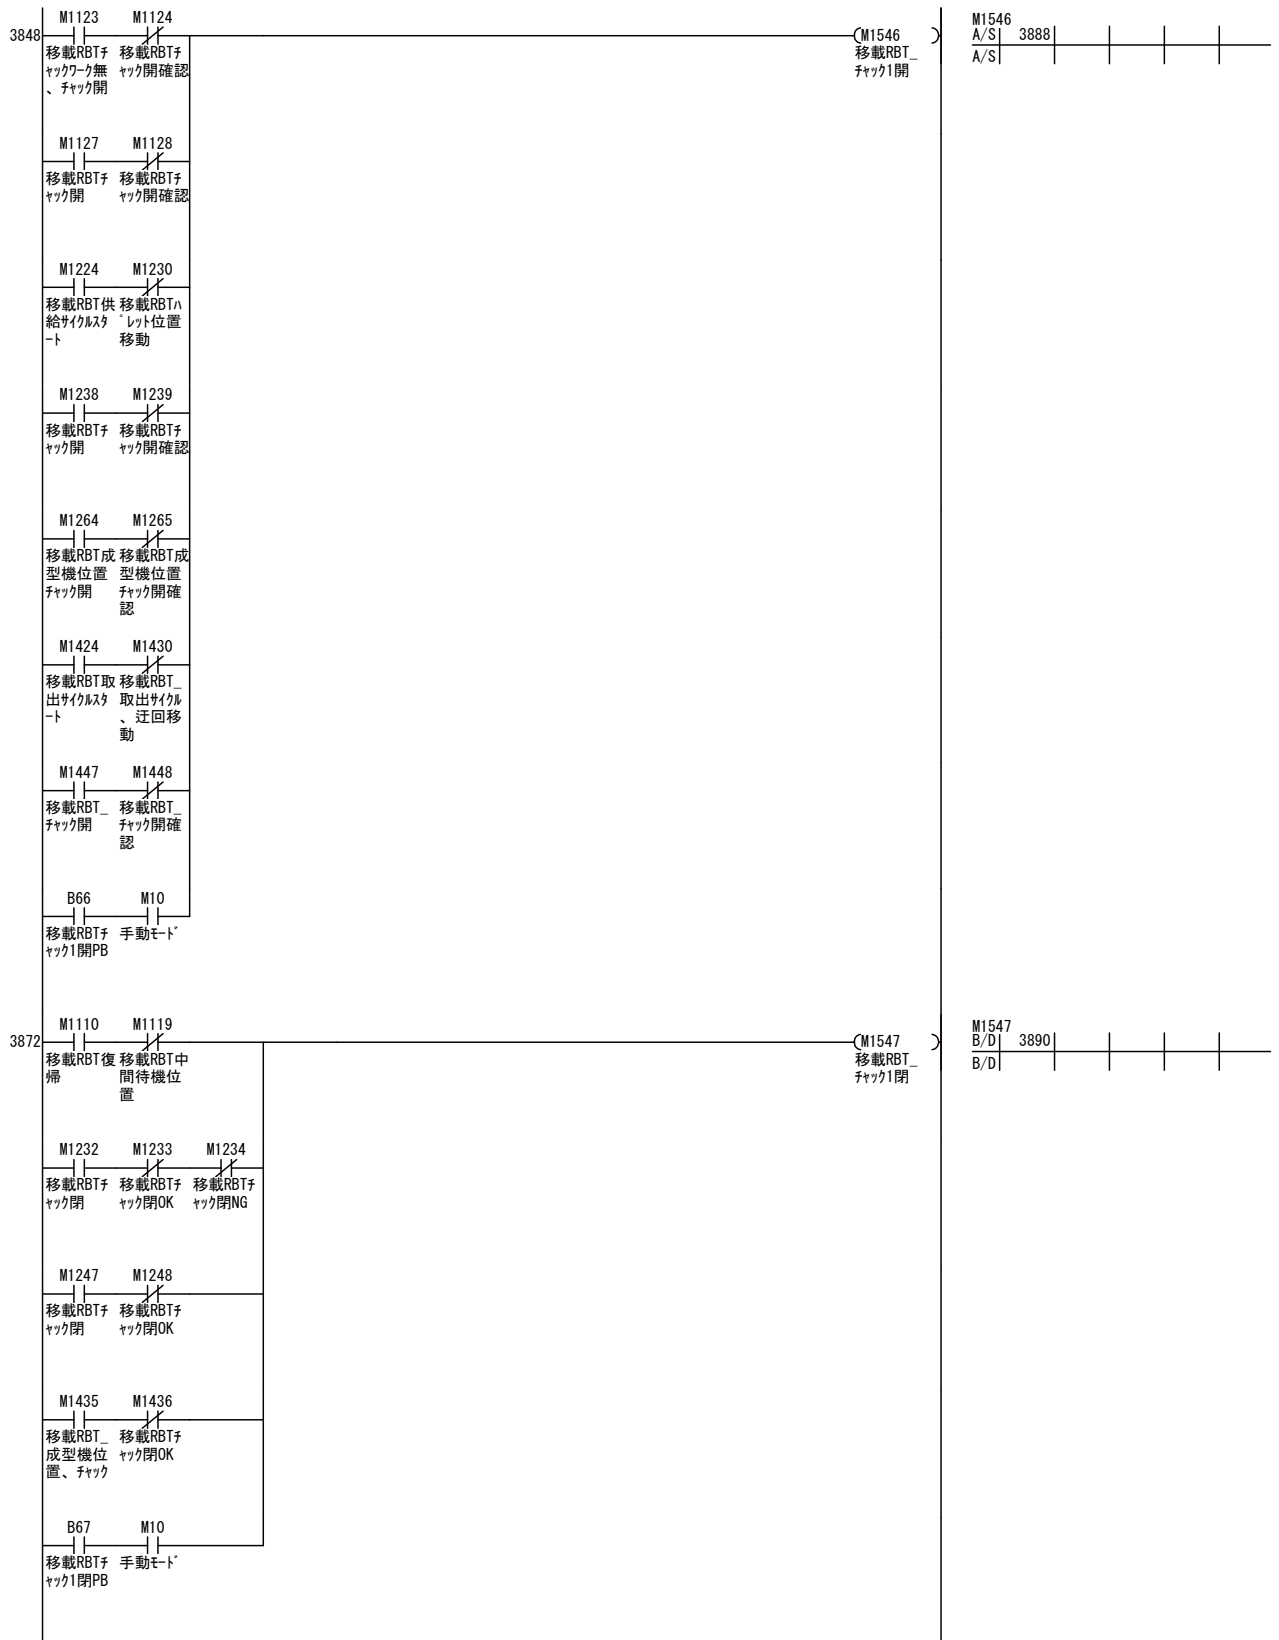 M1123 M1124 M1546
3848 (M1546 ) A/S 3888
移載RBTチ 移載RBTチ 移載RBT_ A/S
ャックワーク無 ャック開確認 チャック1開
、チャック開
M1127 M1128
移載RBTチ 移載RBTチ
ャック開 ャック開確認
M1224 M1230
移載RBT供 移載RBTハ
給サイクルスタ ゚レット位置
ート 移動
M1238 M1239
移載RBTチ 移載RBTチ
ャック開 ャック開確認
M1264 M1265
移載RBT成 移載RBT成
型機位置 型機位置
チャック開 チャック開確
認
M1424 M1430
移載RBT取 移載RBT_
出サイクルスタ 取出サイクル
ート 、迂回移
動
M1447 M1448
移載RBT_ 移載RBT_
チャック開 チャック開確
認
B66 M10
移載RBTチ 手動モード
ャック1開PB
M1110 M1119 M1547
3872 (M1547 ) B/D 3890
移載RBT復 移載RBT中 移載RBT_ B/D
帰 間待機位 チャック1閉
置
M1232 M1233 M1234
移載RBTチ 移載RBTチ 移載RBTチ
ャック閉 ャック閉OK ャック閉NG
M1247 M1248
移載RBTチ 移載RBTチ
ャック閉 ャック閉OK
M1435 M1436
移載RBT_ 移載RBTチ
成型機位 ャック閉OK
置、チャック
B67 M10
移載RBTチ 手動モード
ャック1閉PB